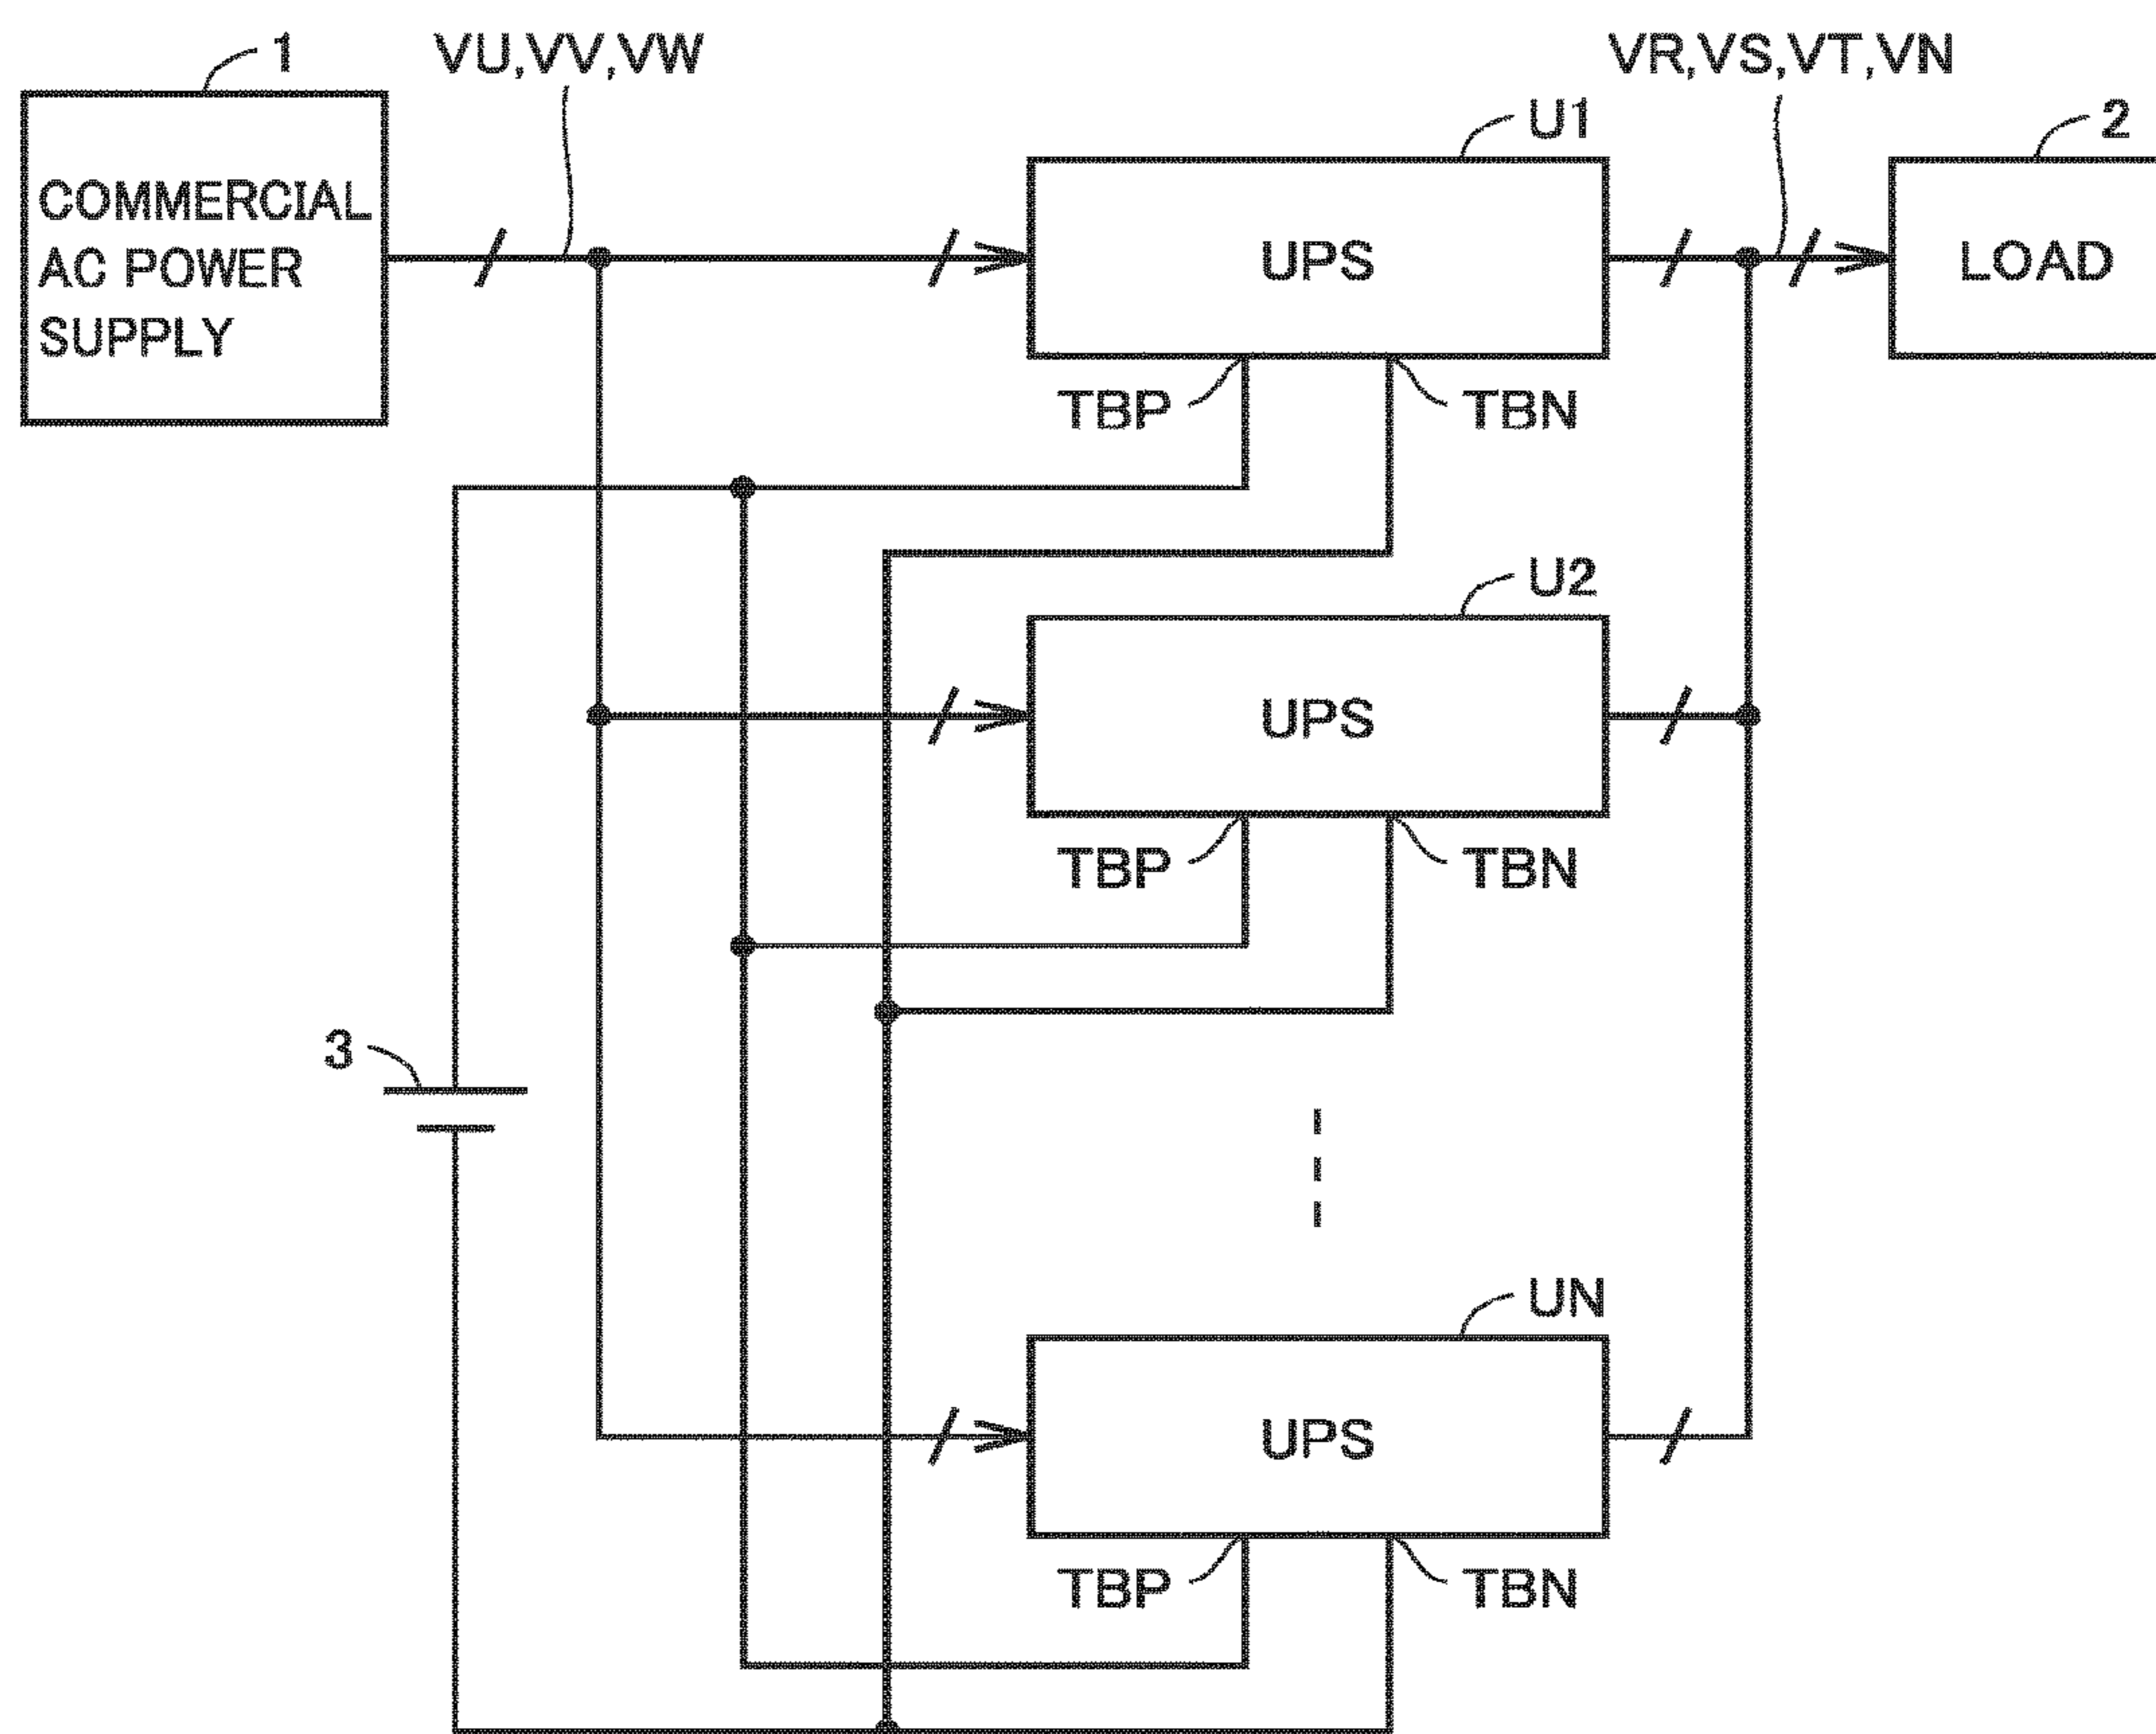 1
VU,VV,VW
VR,VS,VT,VN
U1
2
COMMERCIAL
AC POWER
SUPPLY
UPS
LOAD
TBP
TBN
U2
UPS
TBP
TBN
3
UN
UPS
TBP
TBN